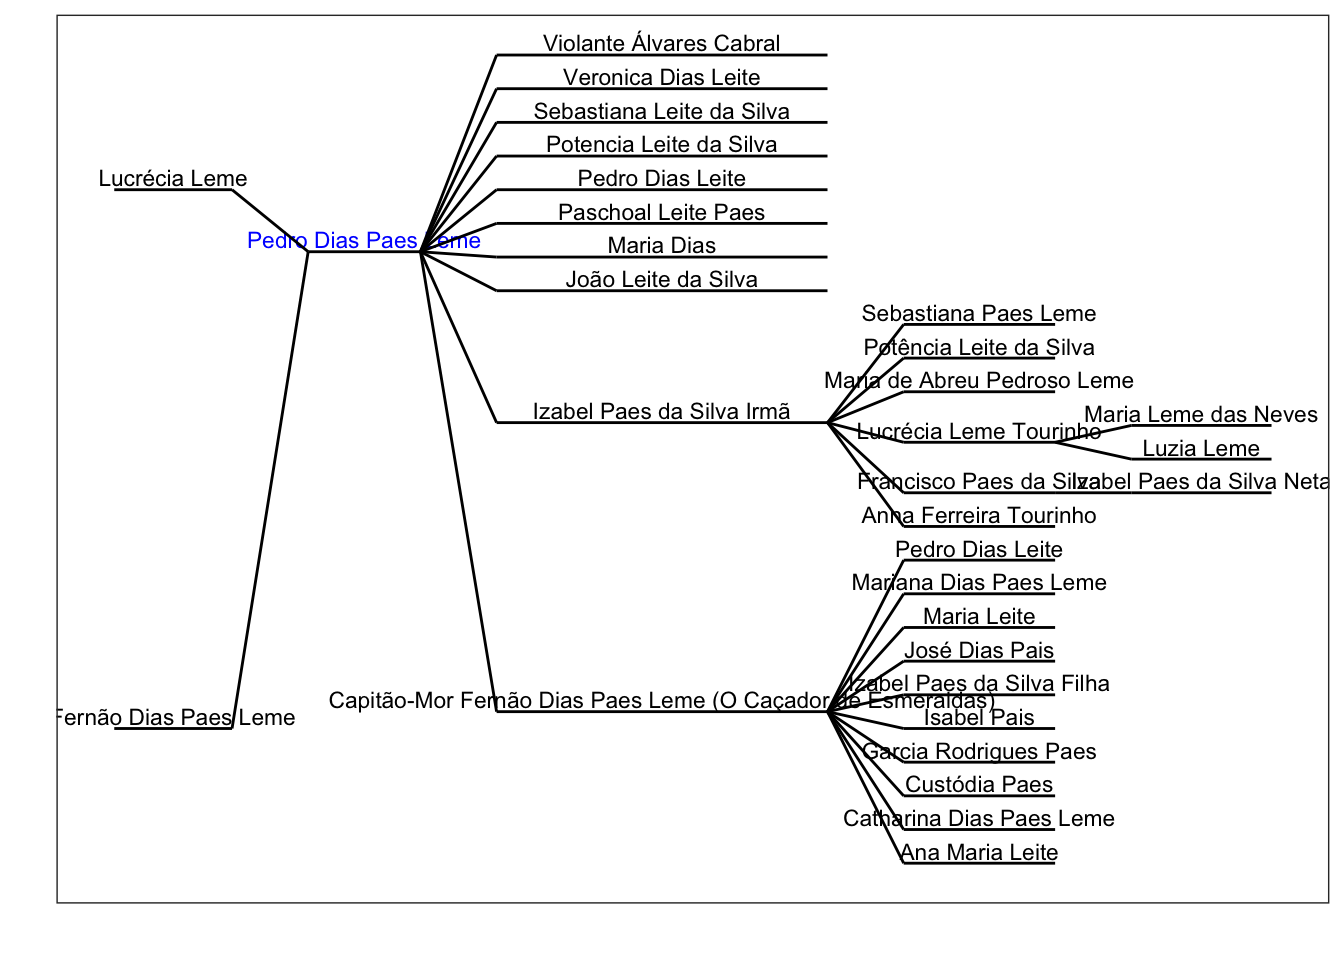 Violante Álvares Cabral
Veronica Dias Leite
Sebastiana Leite da Silva
Potencia Leite da Silva
Lucrécia Leme
Pedro Dias Leite
Paschoal Leite Paes
Pedro Dias Paes Leme
Maria Dias
João Leite da Silva
Sebastiana Paes Leme
Potência Leite da Silva
Maria de Abreu Pedroso Leme
Izabel Paes da Silva Irmã
Maria Leme das Neves
Lucrécia Leme Tourinho
Luzia Leme
Francisco Paes da Silva
Izabel Paes da Silva Neta
Anna Ferreira Tourinho
Pedro Dias Leite
Mariana Dias Paes Leme
Maria Leite
José Dias Pais
Izabel Paes da Silva Filha
Capitão-Mor Fernão Dias Paes Leme (O Caçador de Esmeraldas)
Fernão Dias Paes Leme
Isabel Pais
Garcia Rodrigues Paes
Custódia Paes
Catharina Dias Paes Leme
Ana Maria Leite